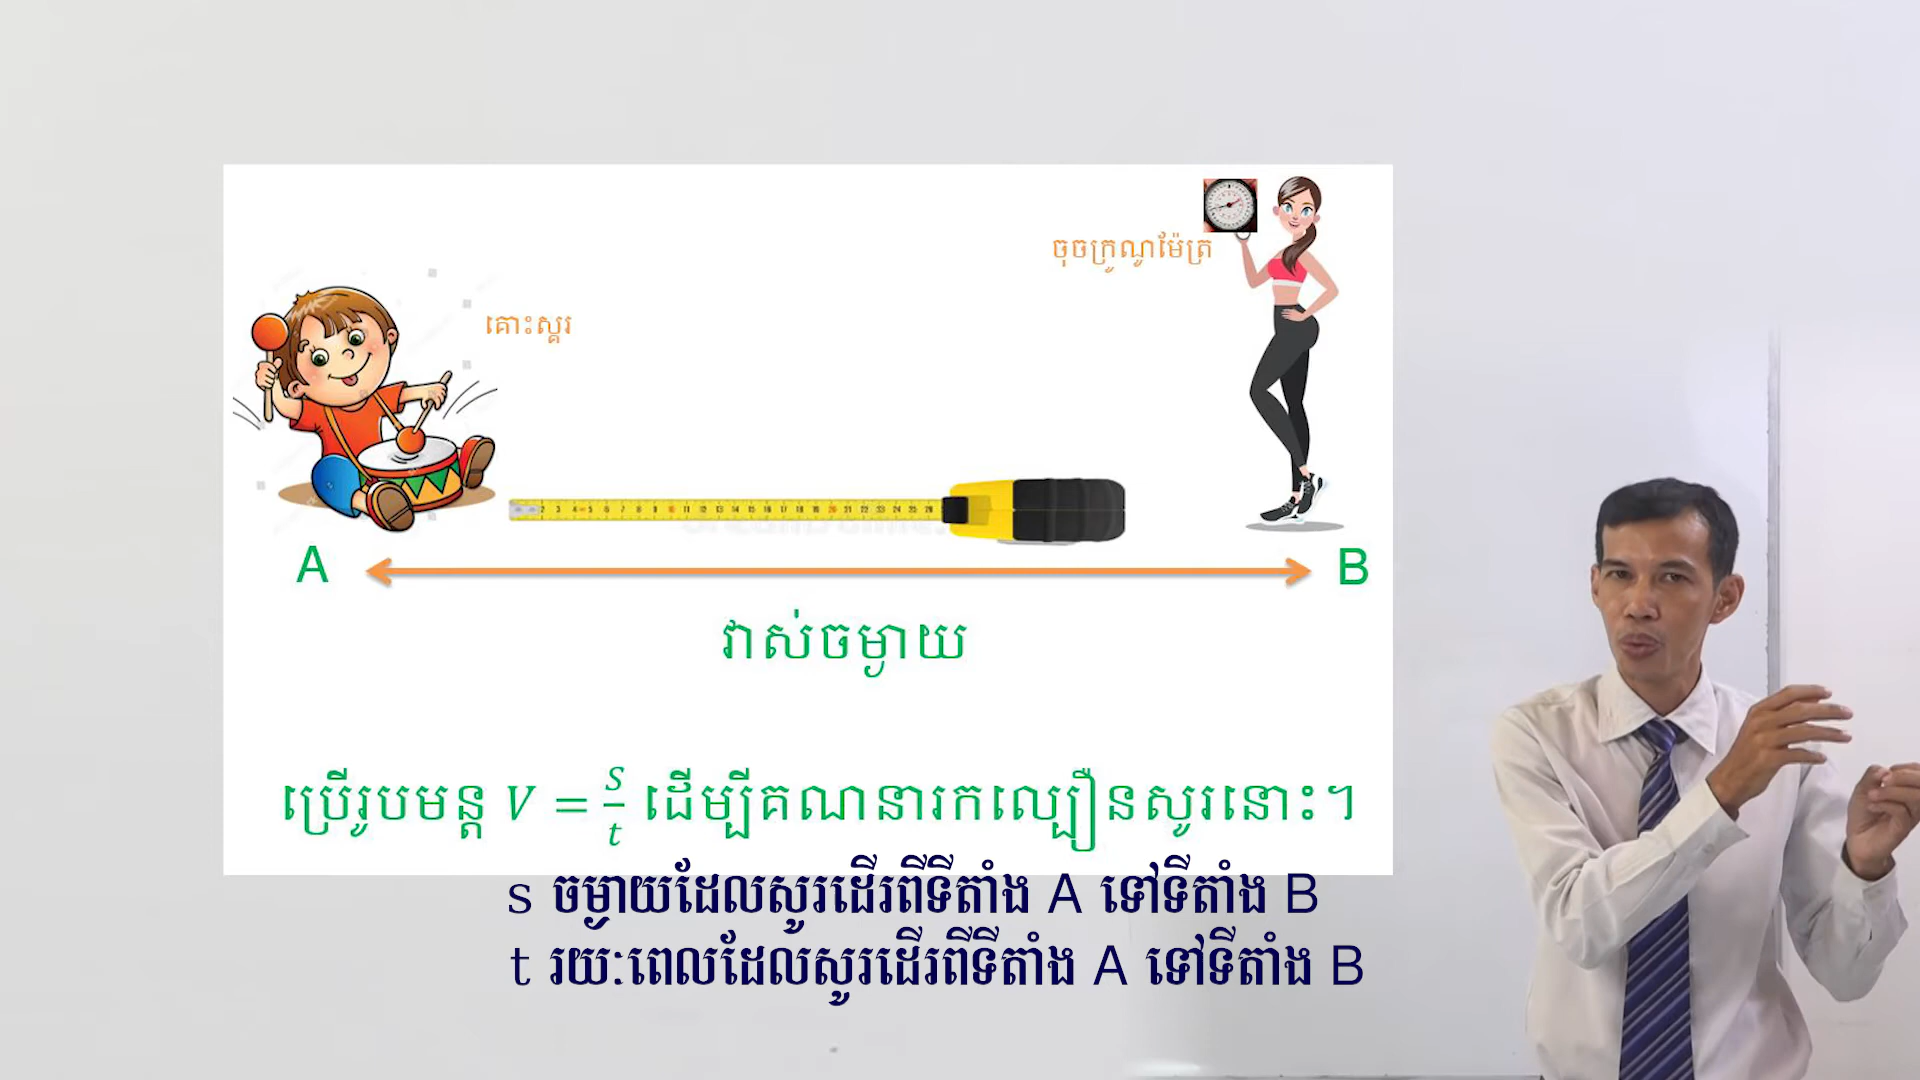 ចុចក្រូណូម៉ែត្រ
គោះស្គរ
A
B
វាស់ចម្ងាយ
ប្រើរូបមន្ត V = s/t ដើម្បីគណនារកល្បឿនសូរនោះ។
s ចម្ងាយដែលសូរដើរពីទីតាំង A ទៅទីតាំង B
t រយៈពេលដែលសូរដើរពីទីតាំង A ទៅទីតាំង B